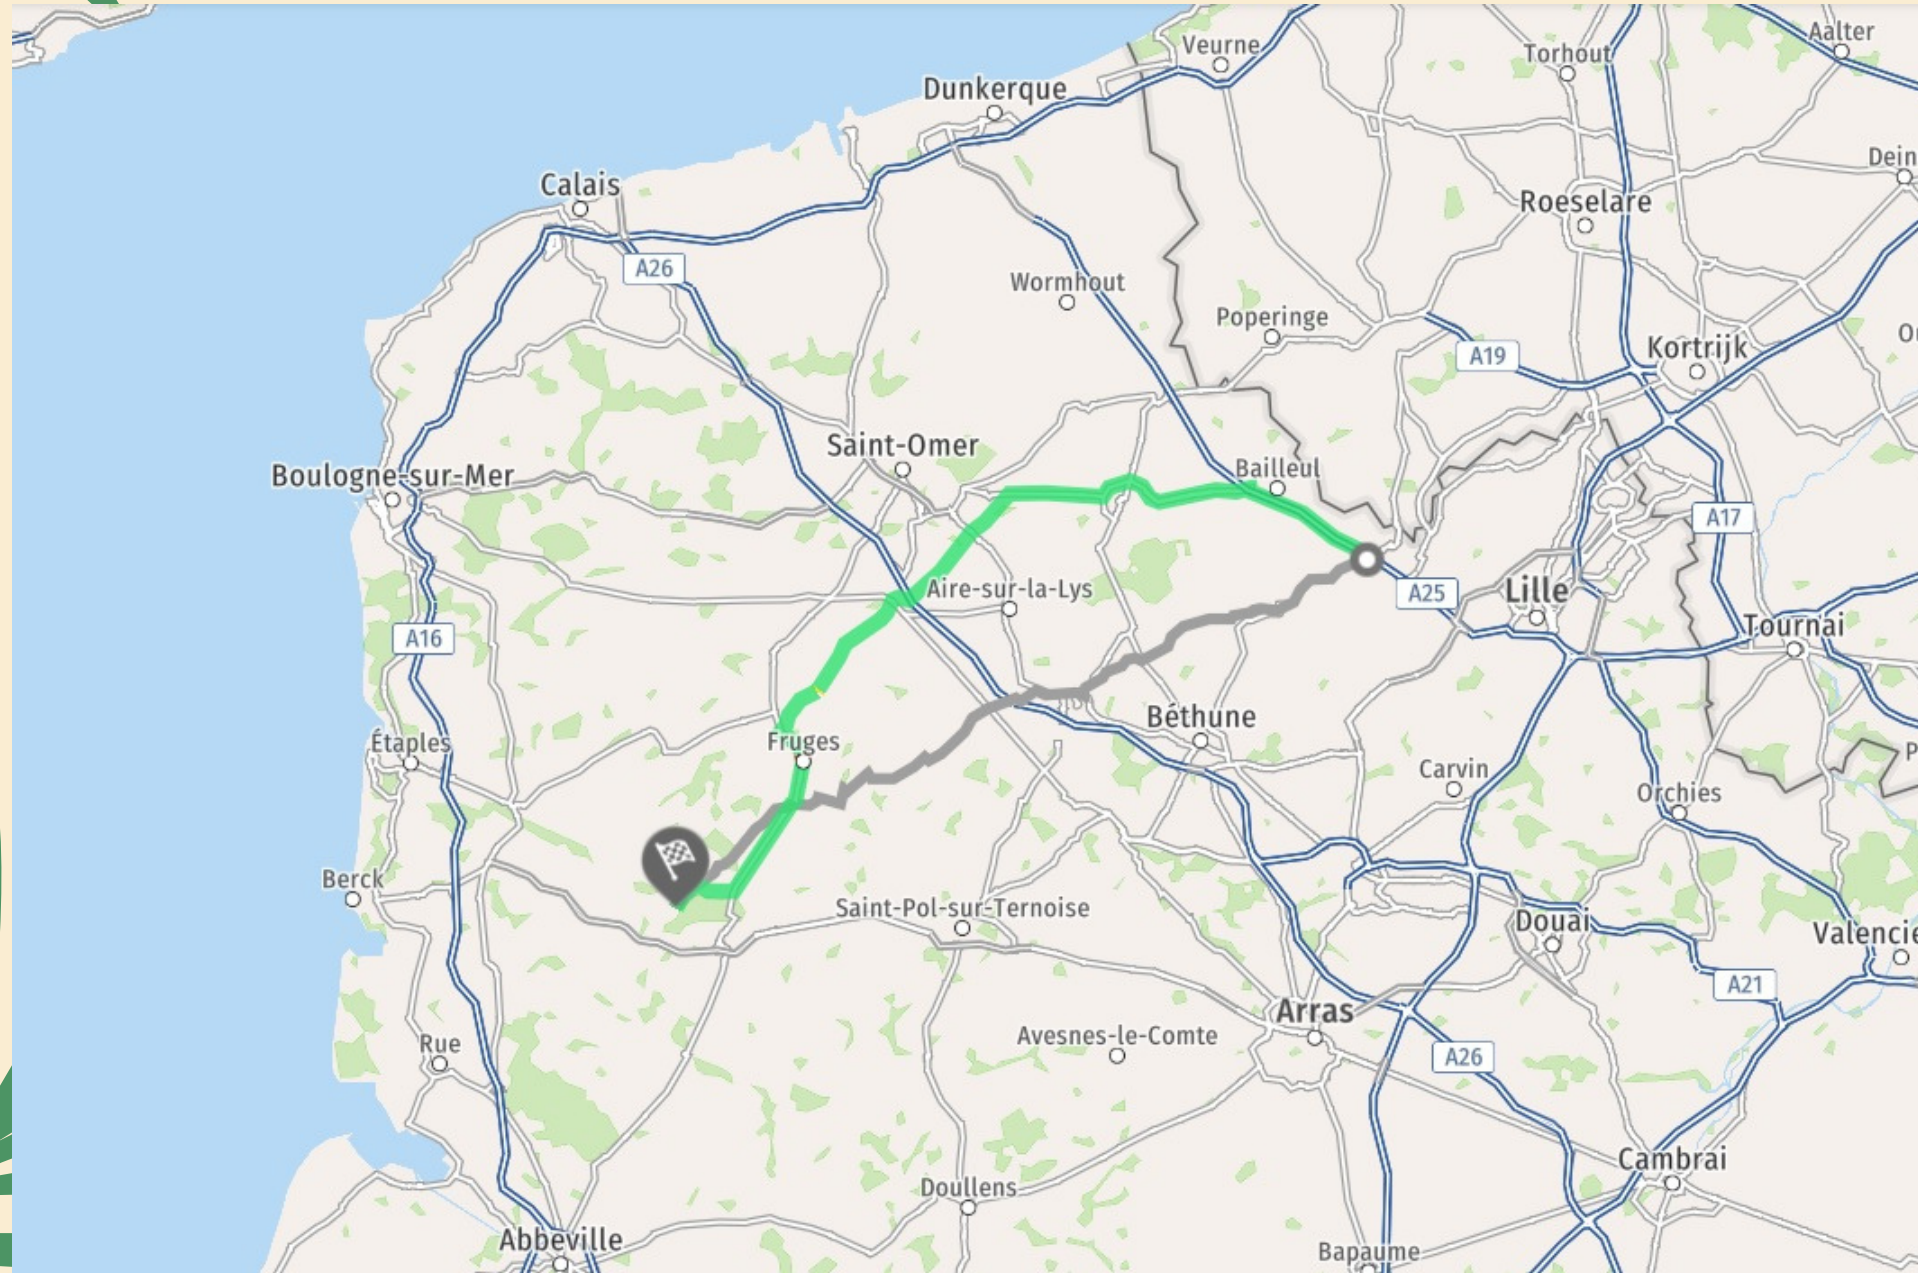 Veurne
Torhout
Aalter
Dunkerque
Dein
Calais
Roeselare
A26
Wormhout
Poperinge
A19
Kortrijk
Saint-Omer
Bailleul
Boulogne-sur-Mer
A17
Aire-sur-la-Lys
A25
Lille
A16
Tournai
Béthune
Étaples
Fruges
Carvin
Orchies
Berck
Saint-Pol-sur-Ternoise
Douai
Valencie
A21
Arras
Avesnes-le-Comte
Rue
A26
Cambrai
Doullens
Abbeville
Bapaume